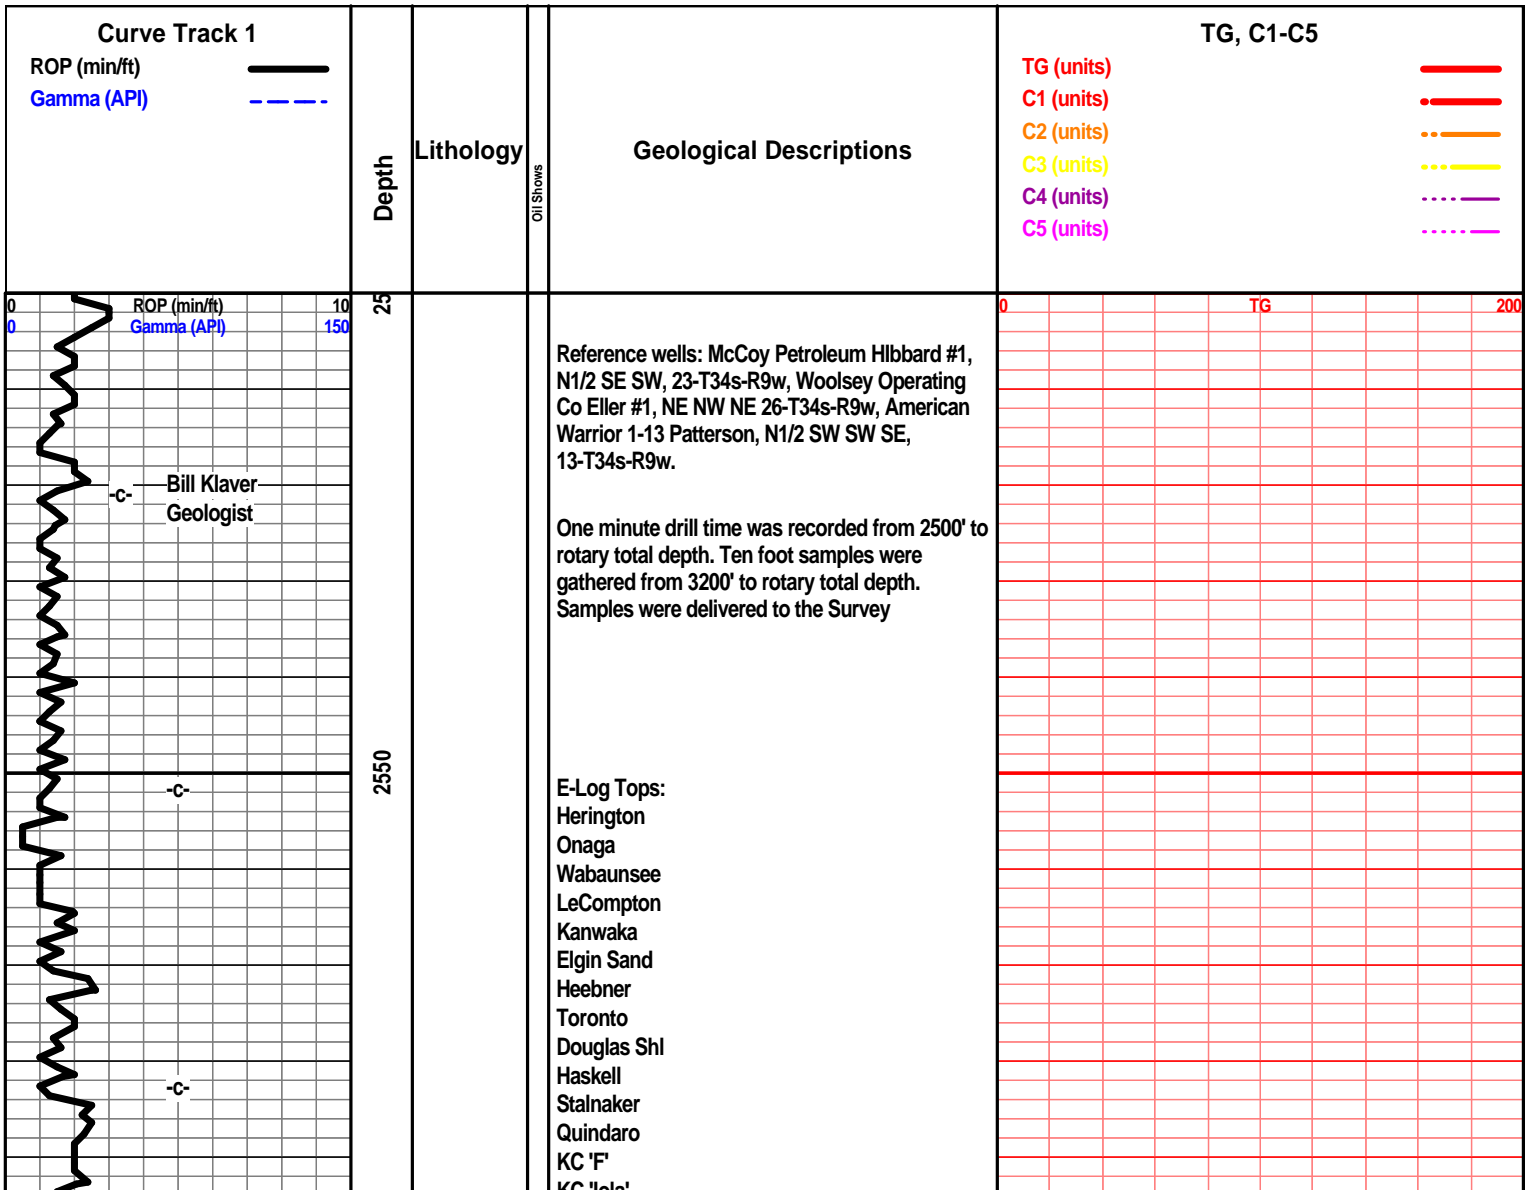 Curve Track 1
ROP (min/ft)
Gamma (API)
Depth
Lithology
Oil Shows
Geological Descriptions
TG, C1-C5
TG (units)
C1 (units)
C2 (units)
C3 (units)
C4 (units)
C5 (units)
0 ROP (min/ft) 10
0 Gamma (API) 150
25
0 TG 200
Reference wells: McCoy Petroleum HIbbard #1,
N1/2 SE SW, 23-T34s-R9w, Woolsey Operating
Co Eller #1, NE NW NE 26-T34s-R9w, American
Warrior 1-13 Patterson, N1/2 SW SW SE,
13-T34s-R9w.
-c-
Bill Klaver
Geologist
One minute drill time was recorded from 2500' to
rotary total depth. Ten foot samples were
gathered from 3200' to rotary total depth.
Samples were delivered to the Survey
2550
-c-
E-Log Tops:
Herington
Onaga
Wabaunsee
LeCompton
Kanwaka
Elgin Sand
Heebner
Toronto
Douglas Shl
Haskell
-c-
Stalnaker
Quindaro
KC 'F'
KC 'Iola'